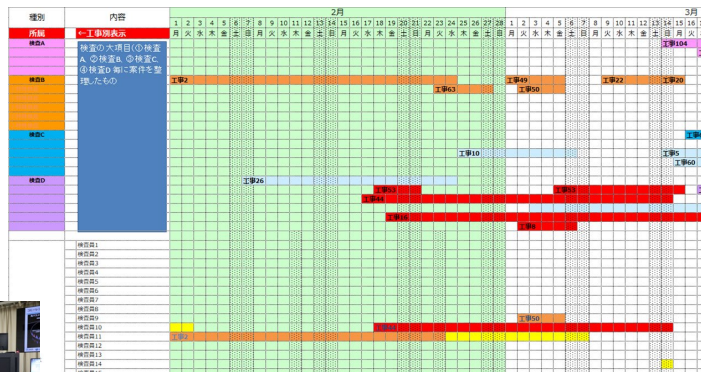 種別 内容 2月 3月
1 2 3 4 5 6 7 8 9 10 11 12 13 14 15 16 17 18 19 20 21 22 23 24 25 26 27 28 1 2 3 4 5 6 7 8 9 10 11 12 13 14 15 16
所属 ←工事別表示 月 火 水 木 金 土 日 月 火 水 木 金 土 日 月 火 水 木 金 土 日 月 火 水 木 金 土 日 月 火 水 木 金 土 日 月 火 水 木 金 土 日 月 火
検査A 工事104
検査の大項目(①検査
A, ②検査B, ③検査C,
④検査D 毎に案件を整
理したもの
検査B 工事2 工事49 工事22 工事20
工事63 工事50
検査C
工事10 工事5
工事60
検査D 工事26
工事53
工事44
工事6
検査員1
検査員2
検査員3
検査員4
検査員5
検査員6
検査員7
検査員8
検査員9 工事50
検査員10
検査員11
検査員12
検査員13
検査員14